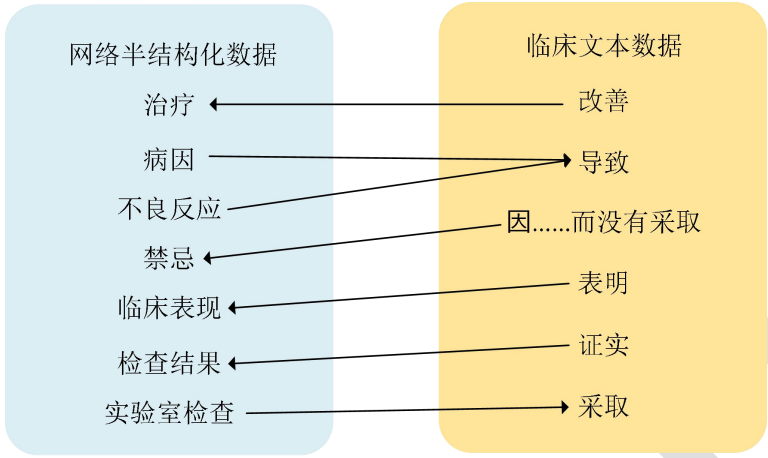 网络半结构化数据
治疗
病因
不良反应
禁忌
临床表现
检查结果
实验室检查
临床文本数据
改善
导致
因……而没有采取
表明
证实
采取